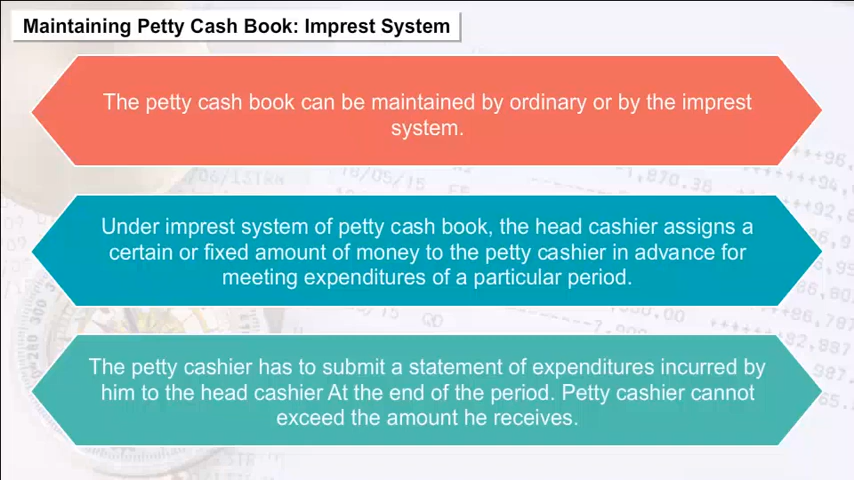 Maintaining Petty Cash Book: Imprest System
The petty cash book can be maintained by ordinary or by the imprest
system.
Under imprest system of petty cash book, the head cashier assigns a
certain or fixed amount of money to the petty cashier in advance for
meeting expenditures of a particular period.
The petty cashier has to submit a statement of expenditures incurred by
him to the head cashier At the end of the period. Petty cashier cannot
exceed the amount he receives.